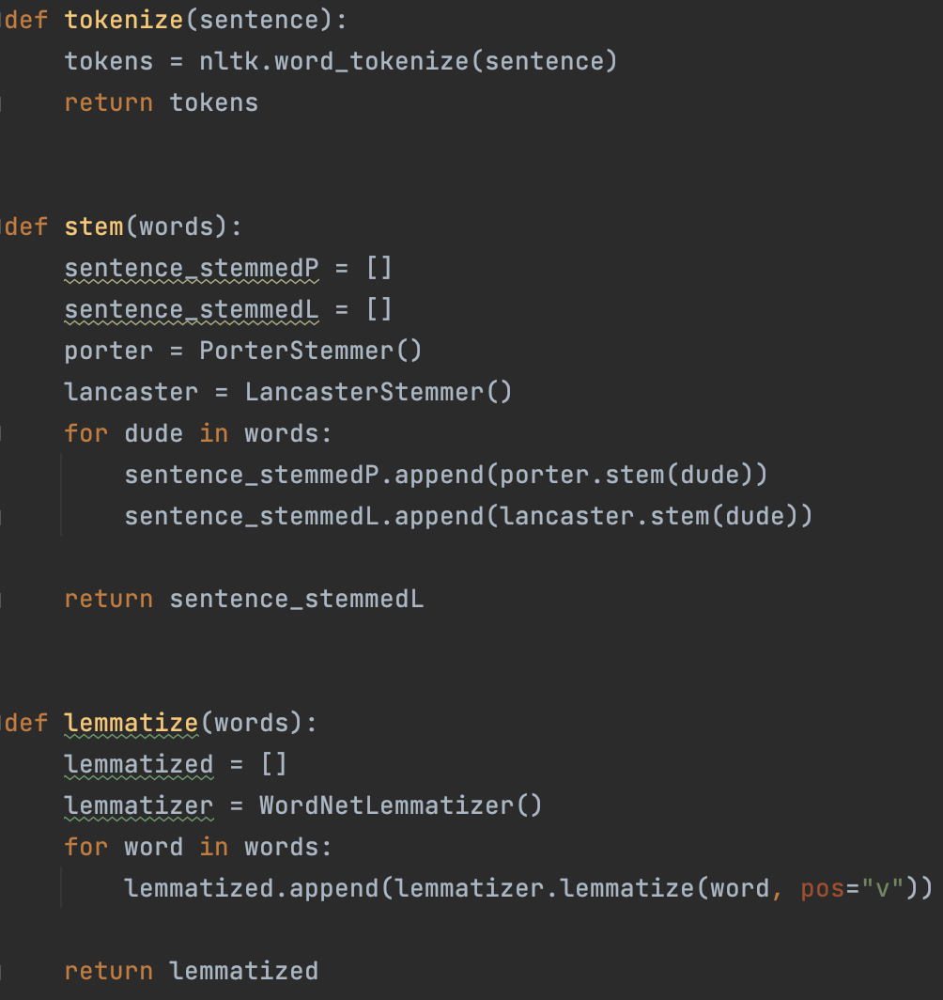 def tokenize(sentence):
    tokens = nltk.word_tokenize(sentence)
    return tokens
def stem(words):
    sentence_stemmedP = []
    sentence_stemmedL = []
    porter = PorterStemmer()
    lancaster = LancasterStemmer()
    for dude in words:
        sentence_stemmedP.append(porter.stem(dude))
        sentence_stemmedL.append(lancaster.stem(dude))
    return sentence_stemmedL
def lemmatize(words):
    lemmatized = []
    lemmatizer = WordNetLemmatizer()
    for word in words:
        lemmatized.append(lemmatizer.lemmatize(word, pos="v"))
    return lemmatized